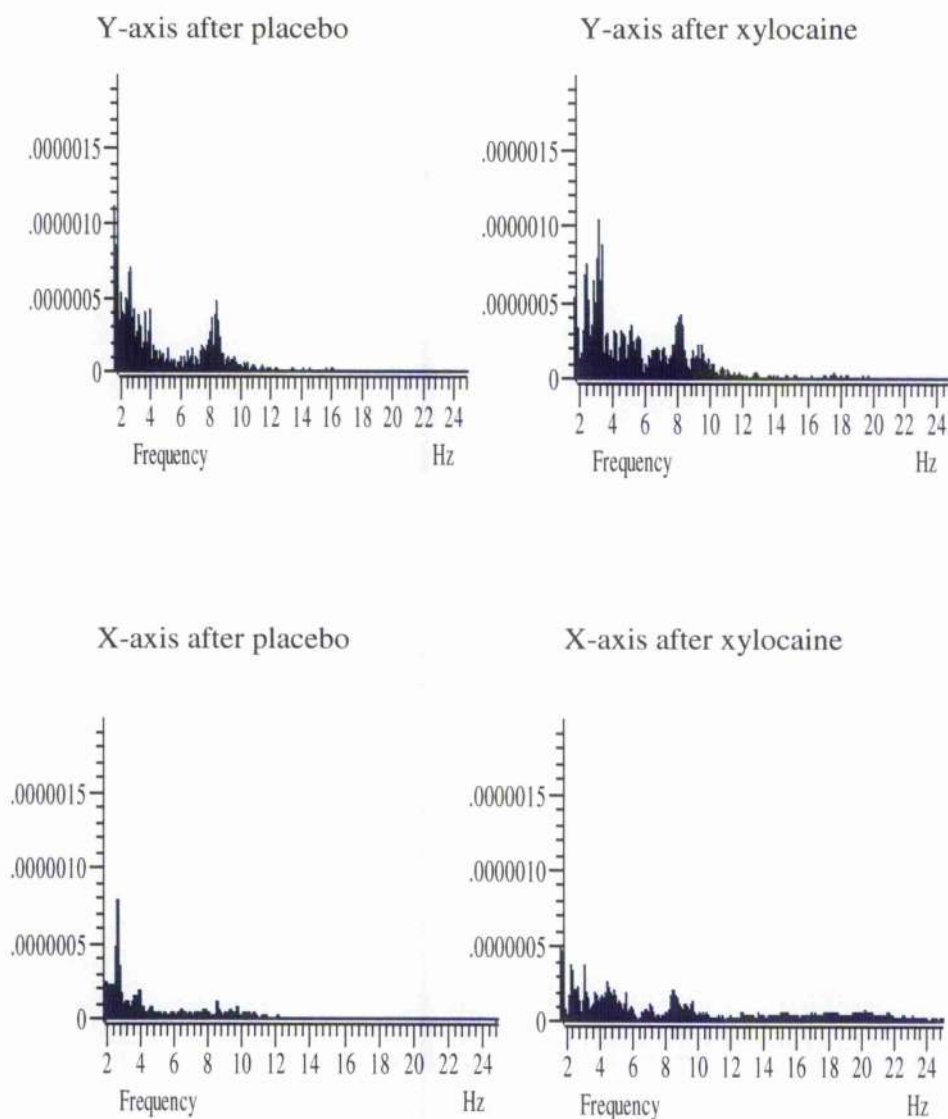 Y-axis after placebo
Y-axis after xylocaine
.0000015
.0000010
.0000005
0
2 4 6 8 10 12 14 16 18 20 22 24
Frequency Hz
.0000015
.0000010
.0000005
0
2 4 6 8 10 12 14 16 18 20 22 24
Frequency Hz
X-axis after placebo
X-axis after xylocaine
.0000015
.0000010
.0000005
0
2 4 6 8 10 12 14 16 18 20 22 24
Frequency Hz
.0000015
.0000010
.0000005
0
2 4 6 8 10 12 14 16 18 20 22 24
Frequency Hz